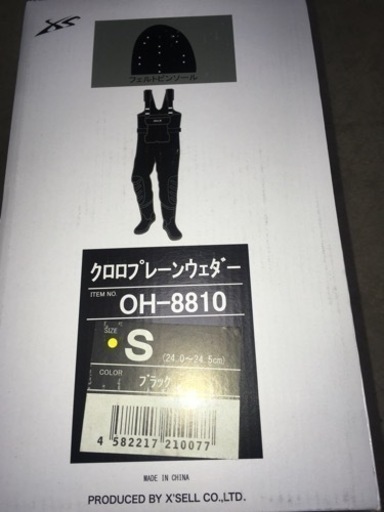 XS
フェルトピンソール
クロロプレーンウェダー
ITEM NO. OH-8810
SIZE
S (24.0〜24.5cm)
COLOR ブラック
4 582217 210077
MADE IN CHINA
PRODUCED BY X'SELL CO.,LTD.